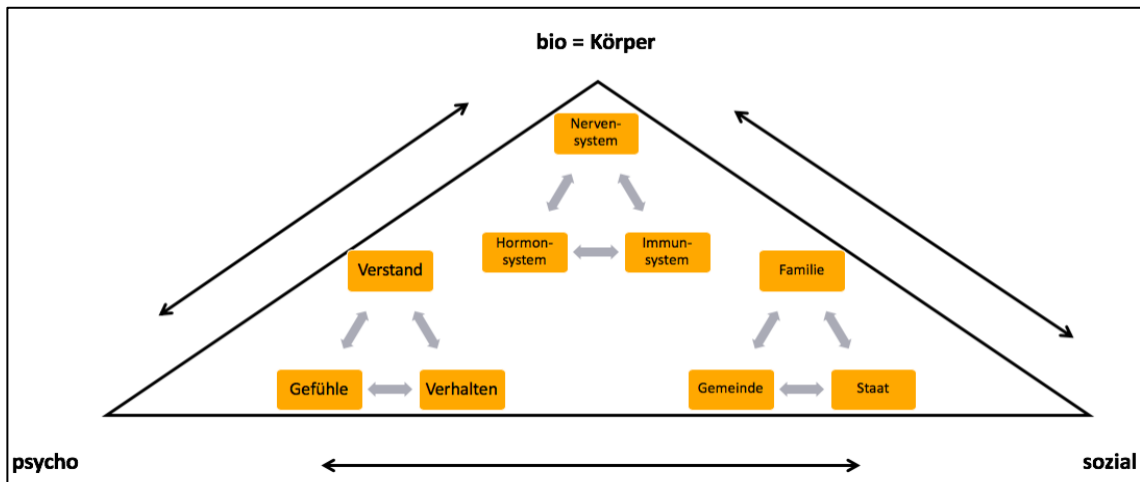 bio = Körper
Nerven-
system
Hormon-
system
Immun-
system
Verstand
Familie
Gefühle
Verhalten
Gemeinde
Staat
psycho
sozial